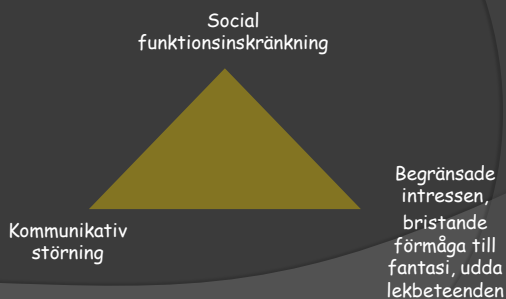 Social
funktionsinskränkning
Kommunikativ
störning
Begränsade
intressen,
bristande
förmåga till
fantasi, udda
lekbeteenden